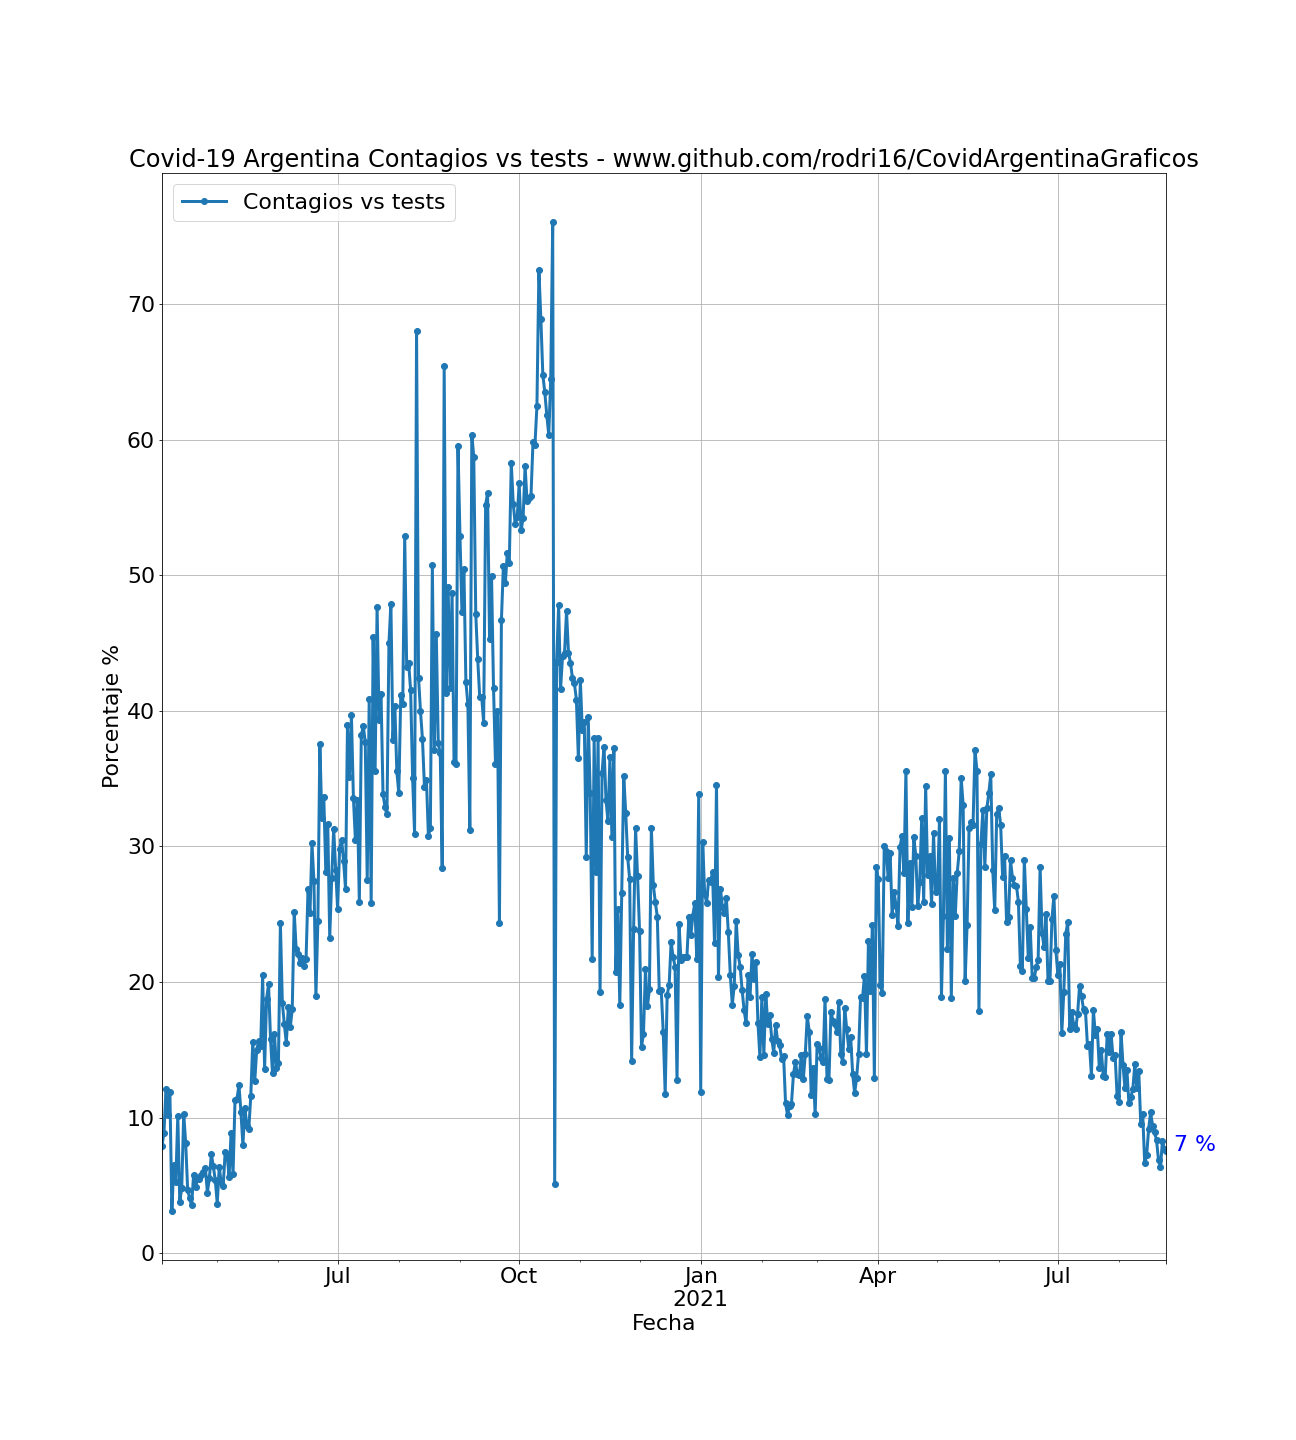 Covid-19 Argentina Contagios vs tests - www.github.com/rodri16/CovidArgentinaGraficos
Contagios vs tests
70
60
50
40
30
20
10
0
Porcentaje %
7 %
Jul
Oct
Jan
2021
Apr
Jul
Fecha